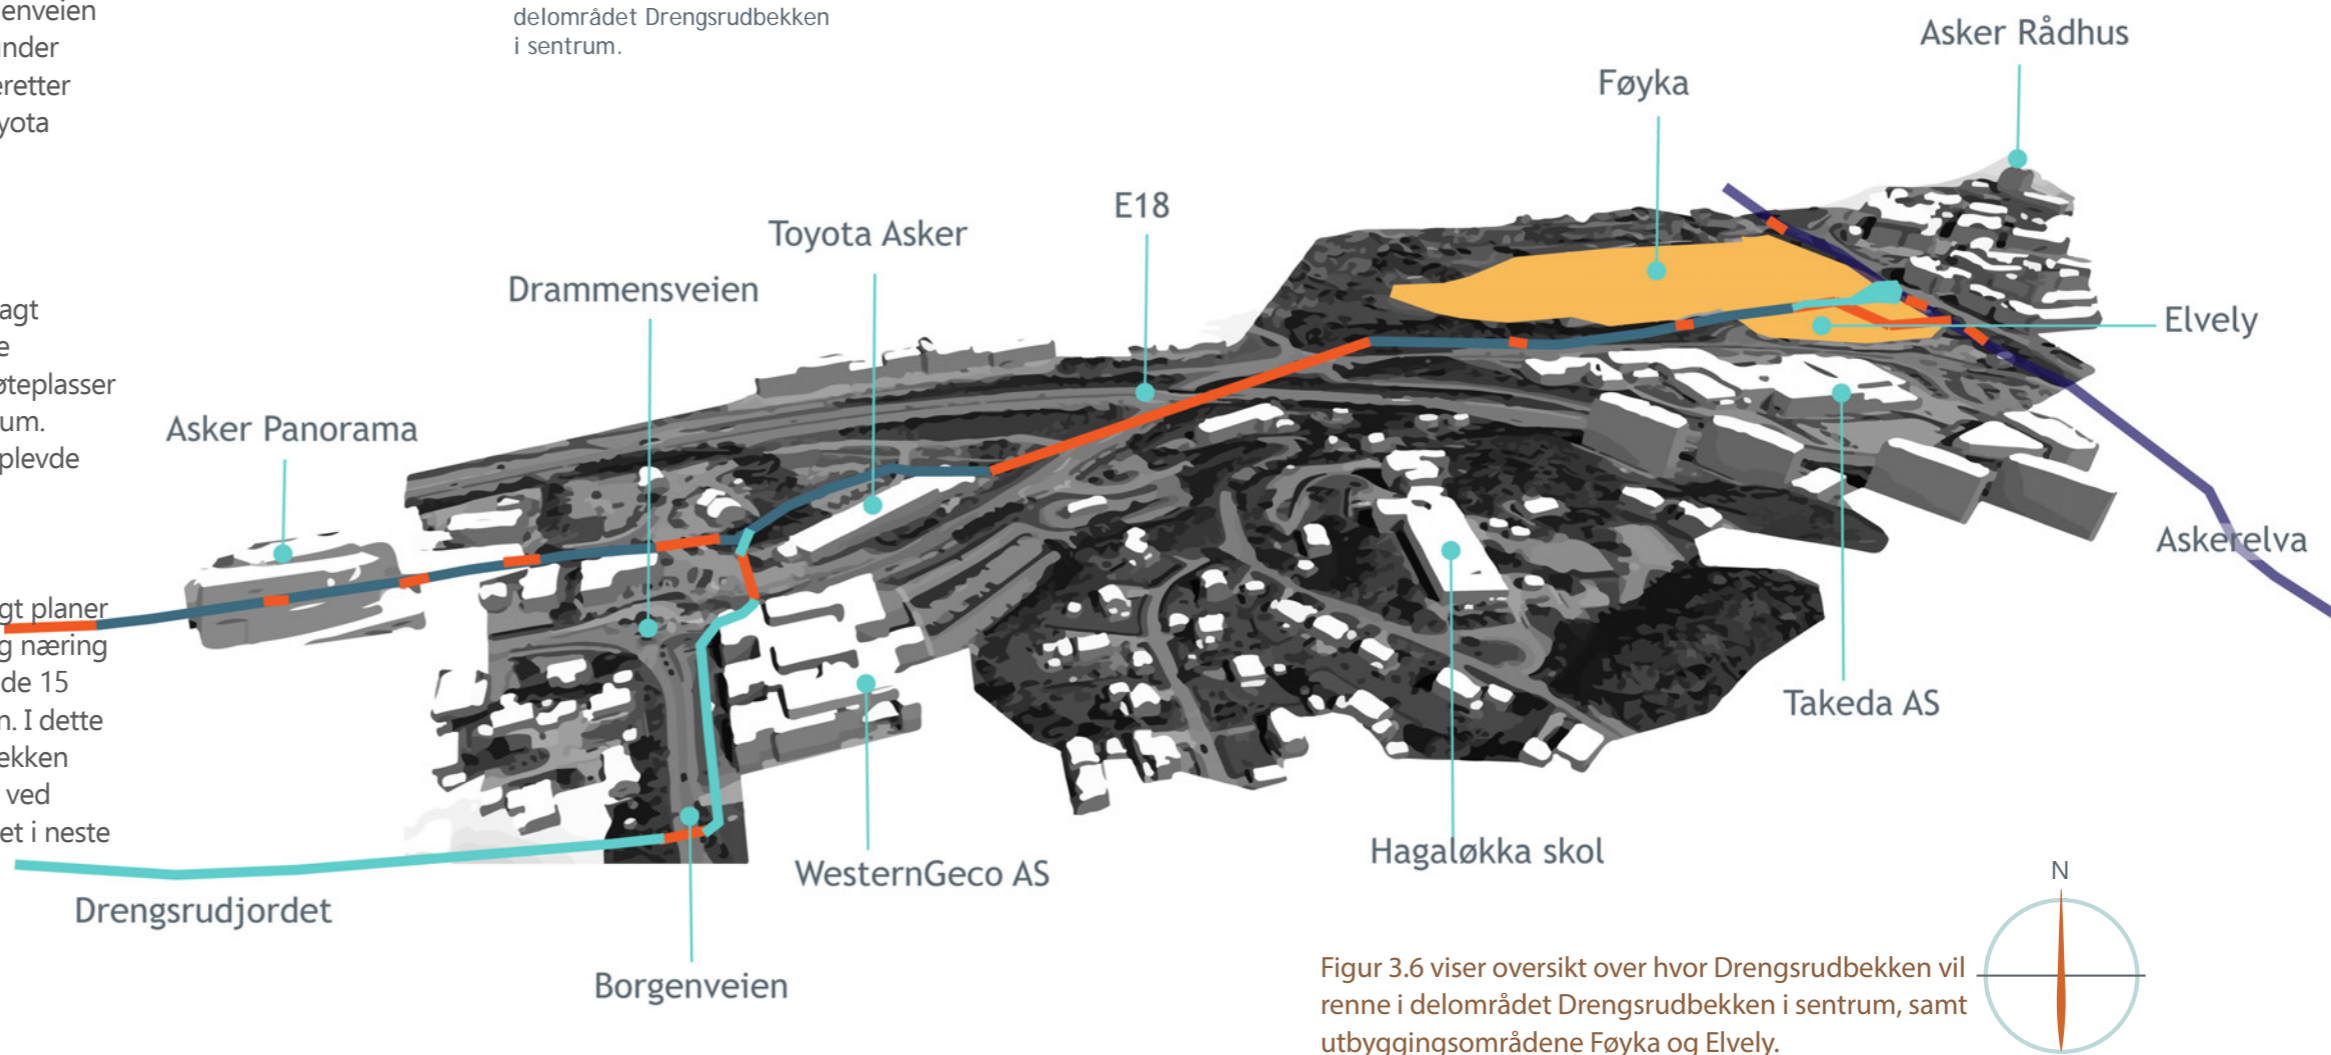 enveien
under
eretter
yota
agt
e
øteplasser
um.
plevde
gt planer
g næring
de 15
n. I dette
ekken
ved
et i neste
delområdet Drengsrudbekken
i sentrum.
Asker Rådhus
Føyka
E18
Toyota Asker
Drammensveien
Elvely
Asker Panorama
Askerelva
Takeda AS
Hagaløkka skol
WesternGeco AS
Drengsrudjordet
Borgenveien
N
Figur 3.6 viser oversikt over hvor Drengsrudbekken vil
renne i delområdet Drengsrudbekken i sentrum, samt
utbyggingsområdene Føyka og Elvely.